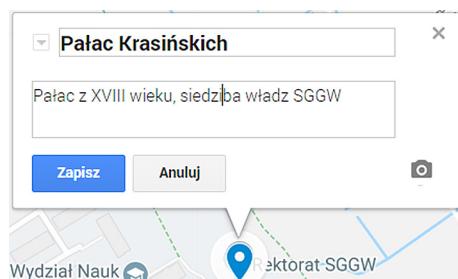 Pałac Krasińskich
Pałac z XVIII wieku, siedziba władz SGGW
Zapisz
Anuluj
Rektorat SGGW
Wydział Nauk